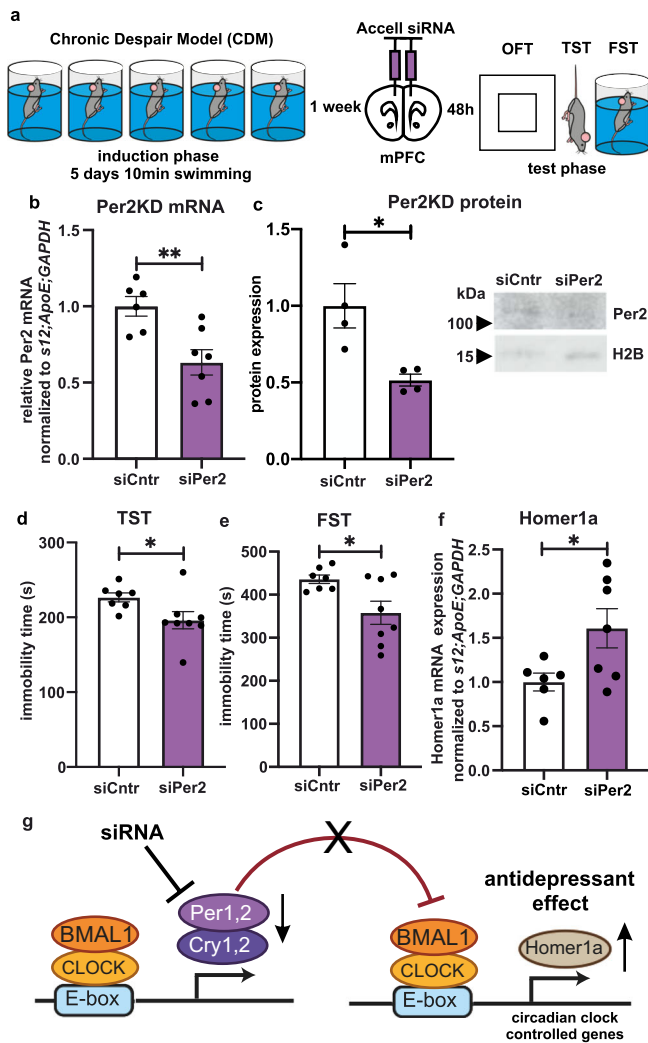 a
Chronic Despair Model (CDM)
induction phase
5 days 10min swimming
1 week
Accell siRNA
mPFC
48h
OFT
TST
FST
test phase
b
Per2KD mRNA
relative Per2 mRNA
normalized to s12;ApoE;GAPDH
1.5
1.0
0.5
0.0
**
siCntr
siPer2
c
Per2KD protein
protein expression
1.5
1.0
0.5
0.0
*
siCntr
siPer2
siCntr
siPer2
kDa
100
Per2
15
H2B
d
TST
immobility time (s)
300
200
100
0
*
siCntr
siPer2
e
FST
immobility time (s)
500
400
300
200
100
0
*
siCntr
siPer2
f
Homer1a
Homer1a mRNA expression
normalized to s12;ApoE;GAPDH
2.5
2.0
1.5
1.0
0.5
0.0
*
siCntr
siPer2
g
siRNA
Per1,2
Cry1,2
BMAL1
CLOCK
E-box
X
BMAL1
CLOCK
E-box
antidepressant
effect
Homer1a
circadian clock
controlled genes